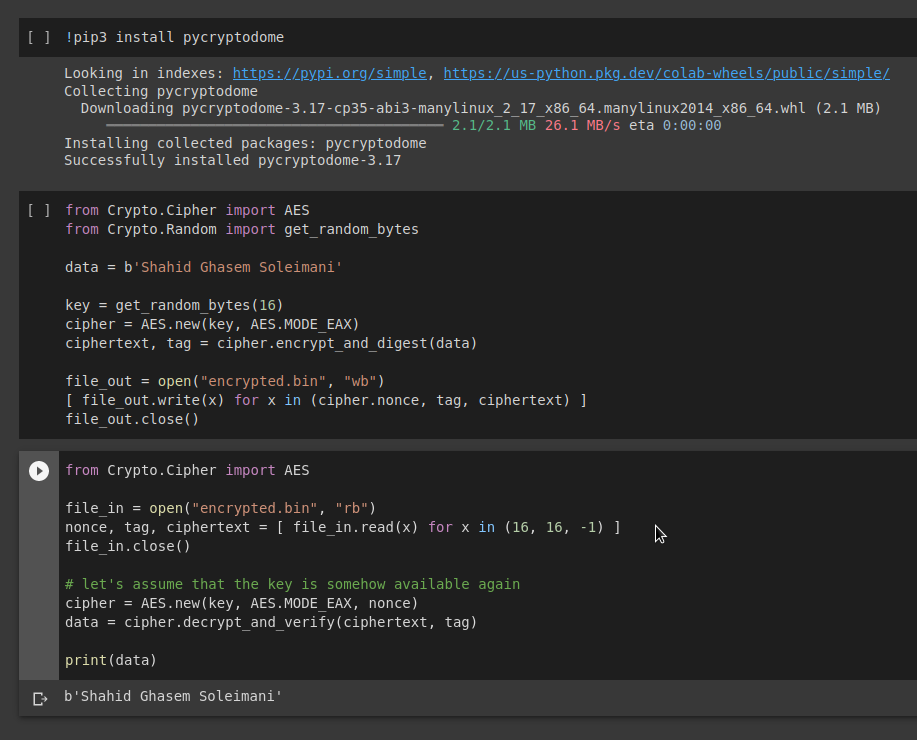 [ ] !pip3 install pycryptodome
Looking in indexes: https://pypi.org/simple, https://us-python.pkg.dev/colab-wheels/public/simple/
Collecting pycryptodome
Downloading pycryptodome-3.17-cp35-abi3-manylinux_2_17_x86_64.manylinux2014_x86_64.whl (2.1 MB)
2.1/2.1 MB 26.1 MB/s eta 0:00:00
Installing collected packages: pycryptodome
Successfully installed pycryptodome-3.17
[ ] from Crypto.Cipher import AES
from Crypto.Random import get_random_bytes
data = b'Shahid Ghasem Soleimani'
key = get_random_bytes(16)
cipher = AES.new(key, AES.MODE_EAX)
ciphertext, tag = cipher.encrypt_and_digest(data)
file_out = open("encrypted.bin", "wb")
[ file_out.write(x) for x in (cipher.nonce, tag, ciphertext) ]
file_out.close()
from Crypto.Cipher import AES
file_in = open("encrypted.bin", "rb")
nonce, tag, ciphertext = [ file_in.read(x) for x in (16, 16, -1) ]
file_in.close()
# let's assume that the key is somehow available again
cipher = AES.new(key, AES.MODE_EAX, nonce)
data = cipher.decrypt_and_verify(ciphertext, tag)
print(data)
b'Shahid Ghasem Soleimani'